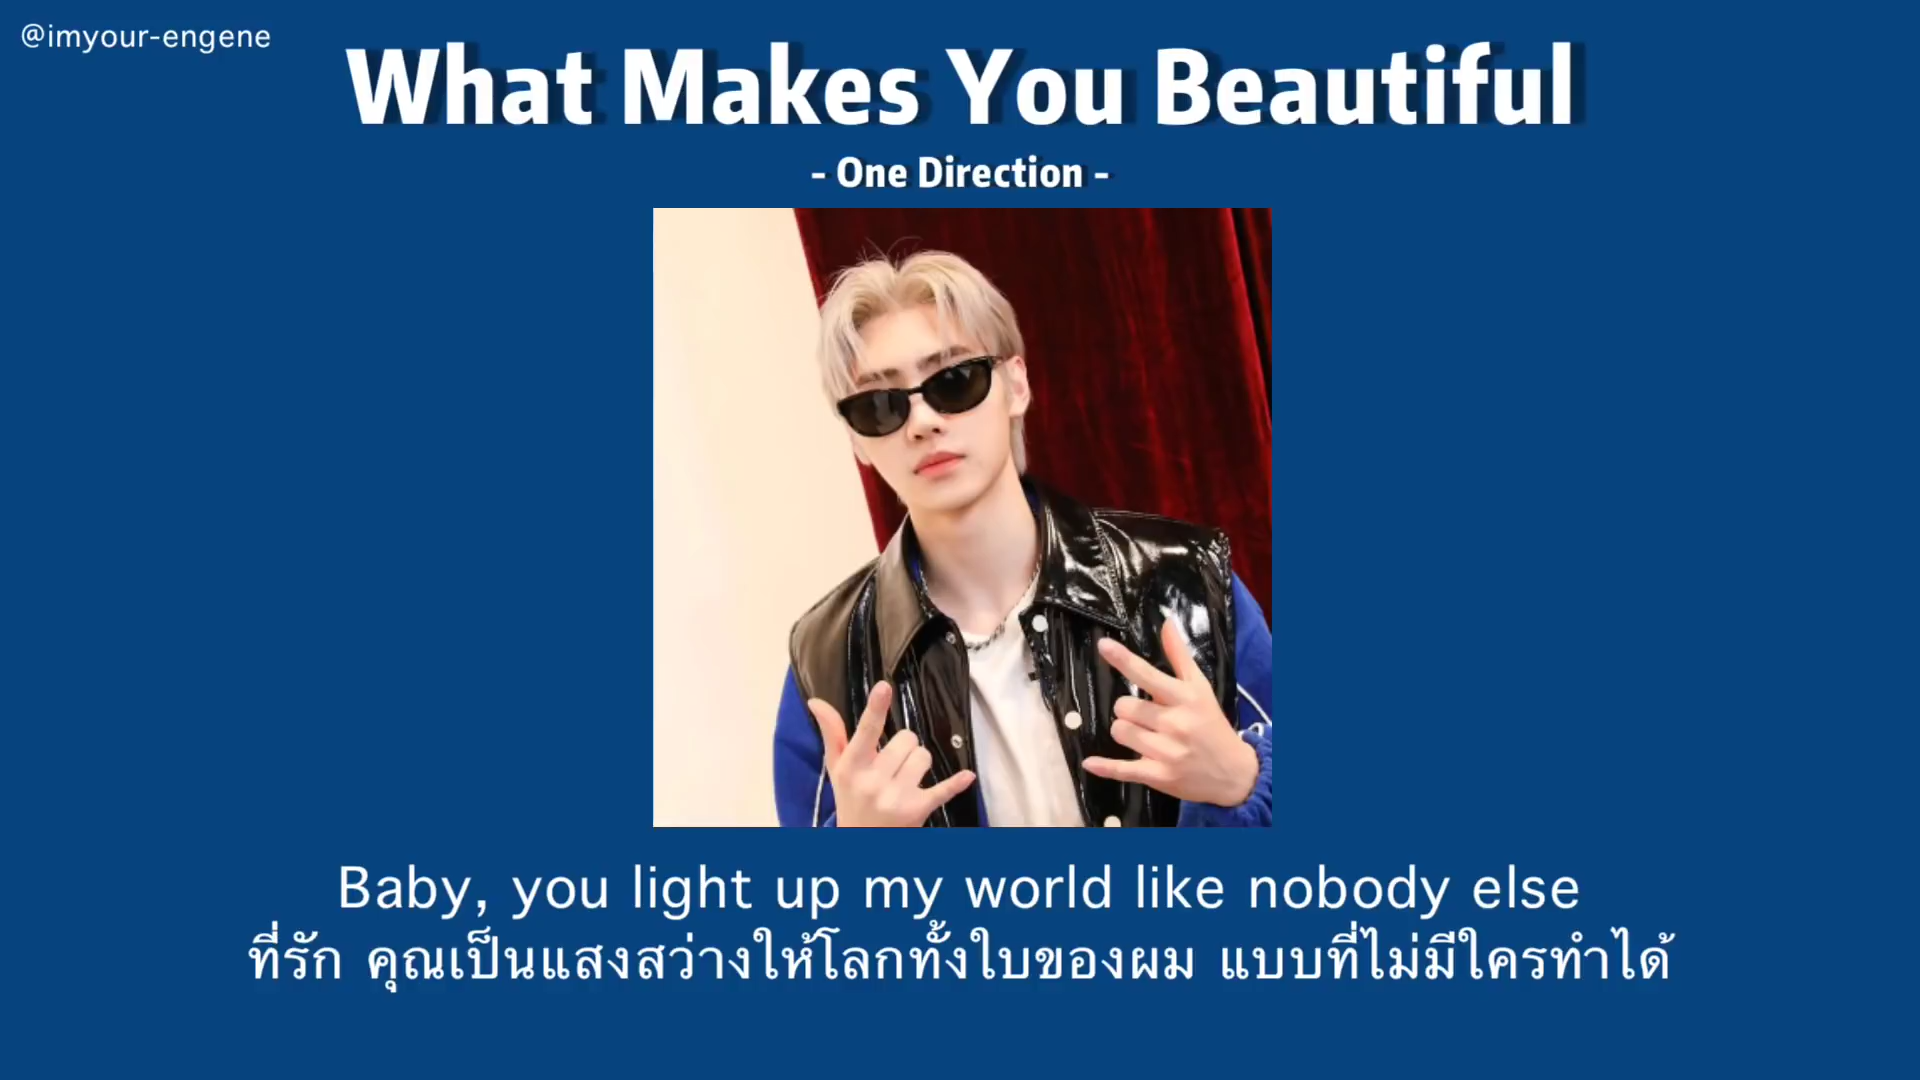 @imyour-engene
What Makes You Beautiful
- One Direction -
Baby, you light up my world like nobody else
ที่รัก คุณเป็นแสงสว่างให้โลกทั้งใบของผม แบบที่ไม่มีใครทำได้